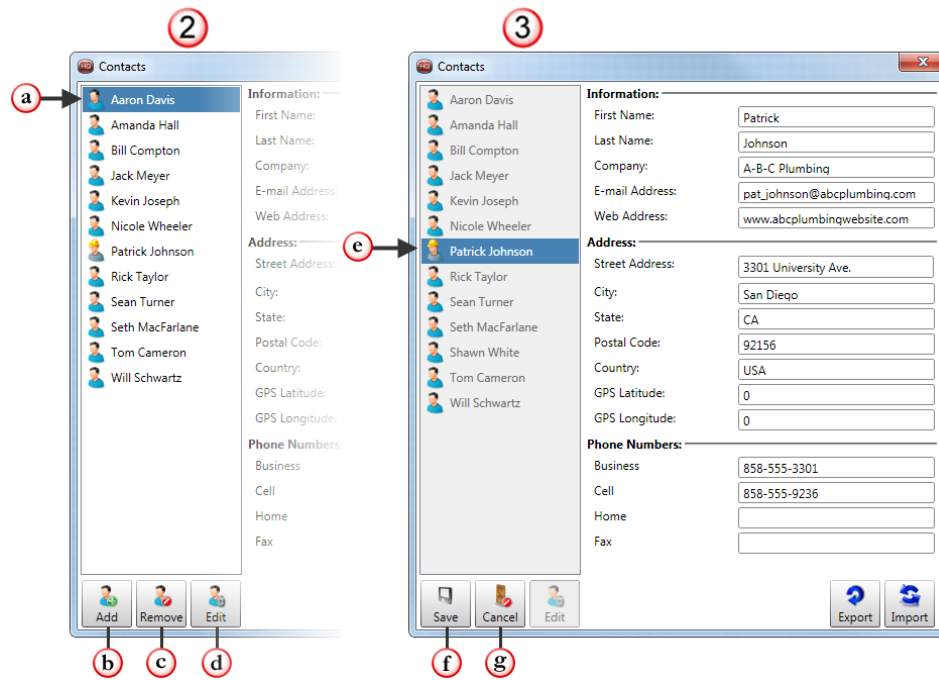 2
3
HQ Contacts
a
Aaron Davis
Amanda Hall
Bill Compton
Jack Meyer
Kevin Joseph
Nicole Wheeler
Patrick Johnson
Rick Taylor
Sean Turner
Seth MacFarlane
Tom Cameron
Will Schwartz
Information:
First Name:
Last Name:
Company:
E-mail Address:
Web Address:
Address:
Street Address:
City:
State:
Postal Code:
Country:
GPS Latitude:
GPS Longitude:
Phone Numbers:
Business
Cell
Home
Fax
Add Remove Edit
b c d
HQ Contacts X
e
Aaron Davis
Amanda Hall
Bill Compton
Jack Meyer
Kevin Joseph
Nicole Wheeler
Patrick Johnson
Rick Taylor
Sean Turner
Seth MacFarlane
Shawn White
Tom Cameron
Will Schwartz
Information:
First Name: Patrick
Last Name: Johnson
Company: A-B-C Plumbing
E-mail Address: pat_johnson@abcplumbing.com
Web Address: www.abcplumbingwebsite.com
Address:
Street Address: 3301 University Ave.
City: San Diego
State: CA
Postal Code: 92156
Country: USA
GPS Latitude: 0
GPS Longitude: 0
Phone Numbers:
Business 858-555-3301
Cell 858-555-9236
Home
Fax
Save Cancel Edit Export Import
f g